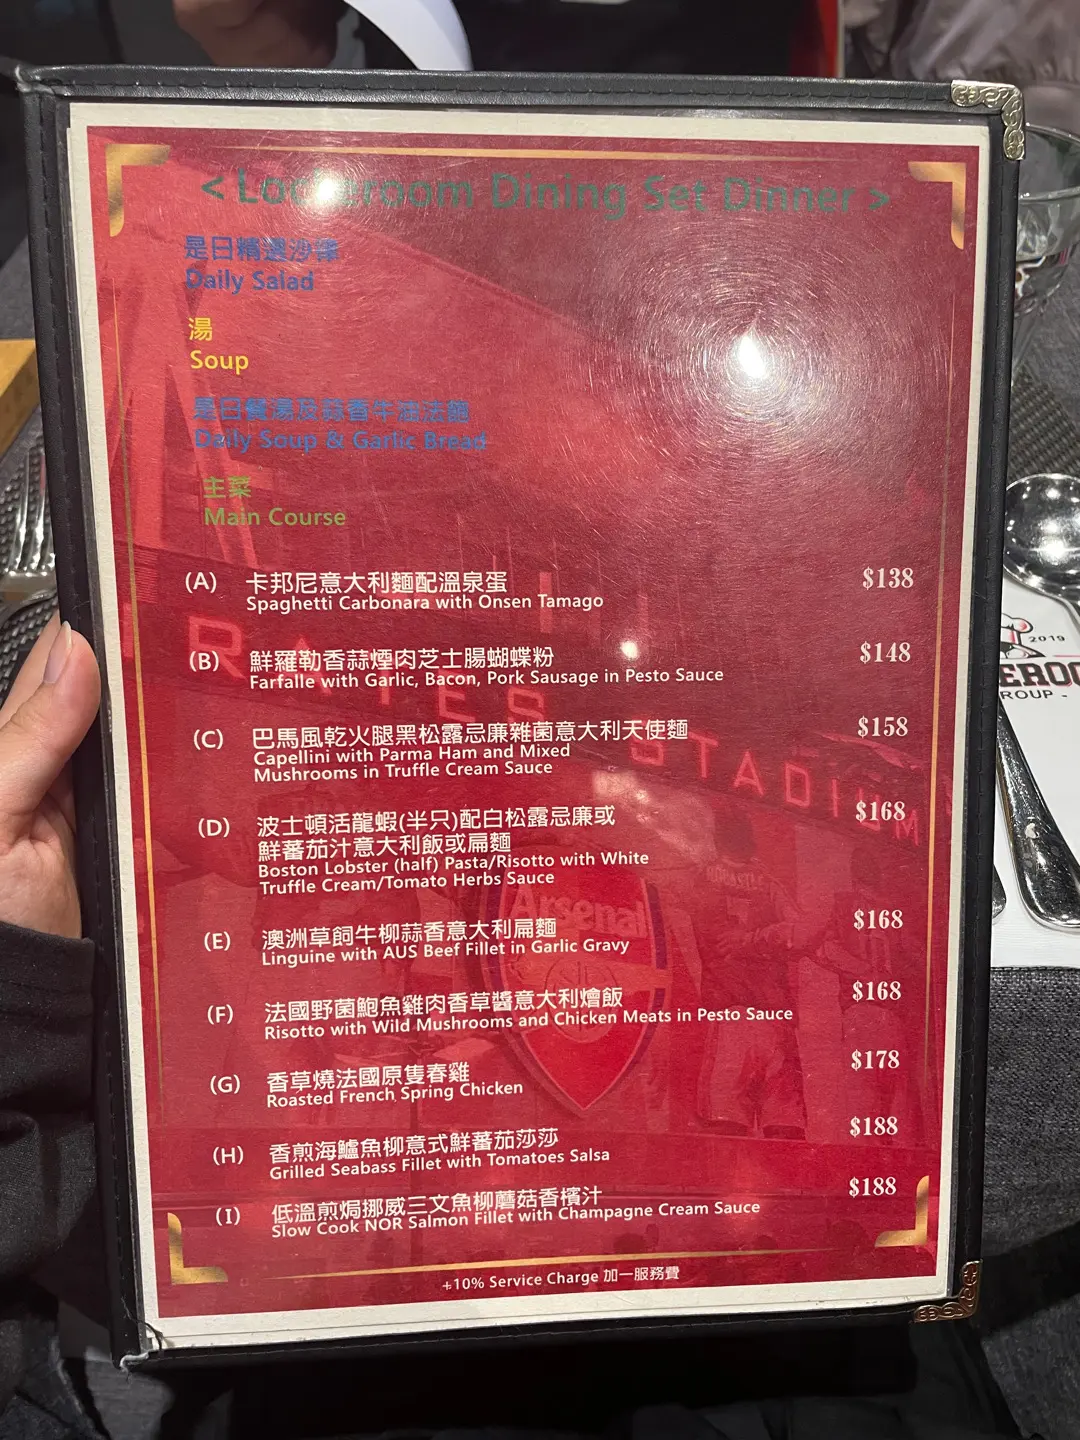 < Lockeroom Dining Set Dinner >
是日精選沙律
Daily Salad
湯
Soup
是日餐湯及蒜香牛油法飽
Daily Soup & Garlic Bread
主菜
Main Course
(A) 卡邦尼意大利麵配溫泉蛋 $138
Spaghetti Carbonara with Onsen Tamago
(B) 鮮羅勒香蒜煙肉芝士腸蝴蝶粉 $148
Farfalle with Garlic, Bacon, Pork Sausage in Pesto Sauce
(C) 巴馬風乾火腿黑松露忌廉雜菌意大利天使麵 $158
Capellini with Parma Ham and Mixed
Mushrooms in Truffle Cream Sauce
(D) 波士頓活龍蝦(半只)配白松露忌廉或 $168
鮮蕃茄汁意大利飯或扁麵
Boston Lobster (half) Pasta/Risotto with White
Truffle Cream/Tomato Herbs Sauce
(E) 澳洲草飼牛柳蒜香意大利扁麵 $168
Linguine with AUS Beef Fillet in Garlic Gravy
(F) 法國野菌鮑魚雞肉香草醬意大利燴飯 $168
Risotto with Wild Mushrooms and Chicken Meats in Pesto Sauce
(G) 香草燒法國原隻春雞 $178
Roasted French Spring Chicken
(H) 香煎海鱸魚柳意式鮮蕃茄莎莎 $188
Grilled Seabass Fillet with Tomatoes Salsa
(I) 低溫煎焗挪威三文魚柳蘑菇香檳汁 $188
Slow Cook NOR Salmon Fillet with Champagne Cream Sauce
+10% Service Charge 加一服務費
STADIUM
Arsenal
2019